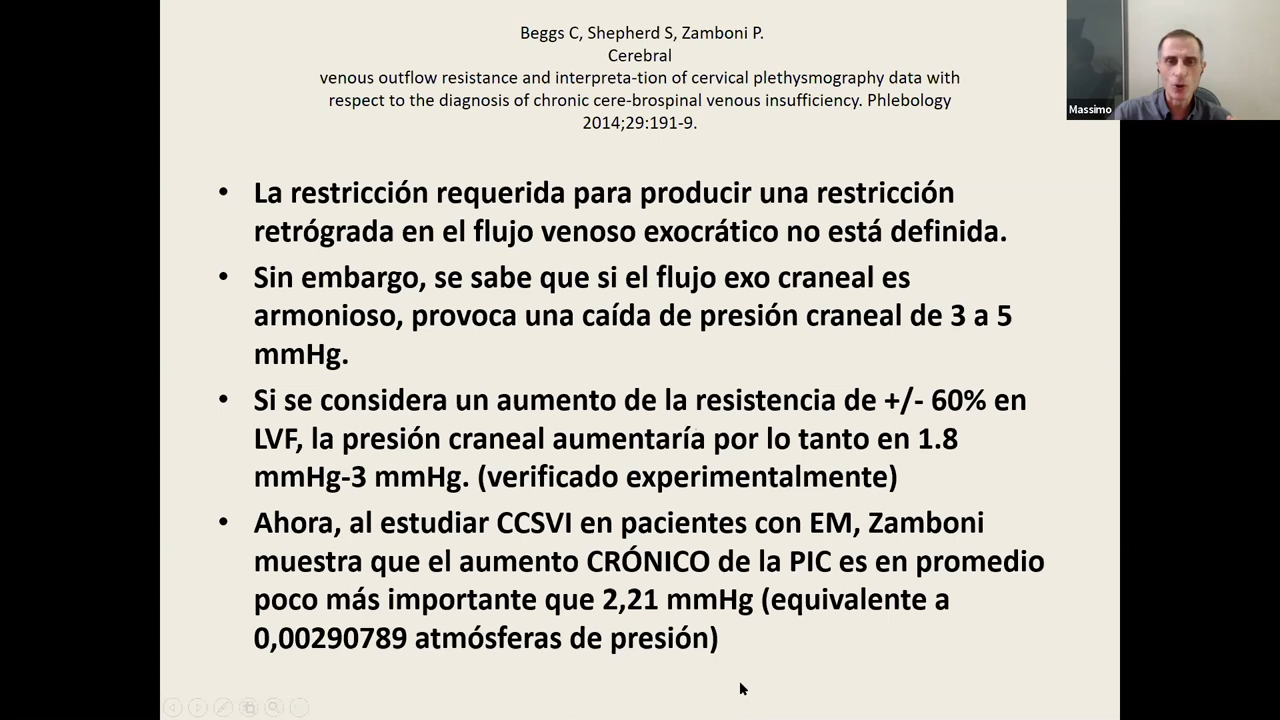 Beggs C, Shepherd S, Zamboni P.
Cerebral
venous outflow resistance and interpreta-tion of cervical plethysmography data with
respect to the diagnosis of chronic cere-brospinal venous insufficiency. Phlebology
2014;29:191-9.
Massimo
• La restricción requerida para producir una restricción
retrógrada en el flujo venoso exocrático no está definida.
• Sin embargo, se sabe que si el flujo exo craneal es
armonioso, provoca una caída de presión craneal de 3 a 5
mmHg.
• Si se considera un aumento de la resistencia de +/- 60% en
LVF, la presión craneal aumentaría por lo tanto en 1.8
mmHg-3 mmHg. (verificado experimentalmente)
• Ahora, al estudiar CCSVI en pacientes con EM, Zamboni
muestra que el aumento CRÓNICO de la PIC es en promedio
poco más importante que 2,21 mmHg (equivalente a
0,00290789 atmósferas de presión)